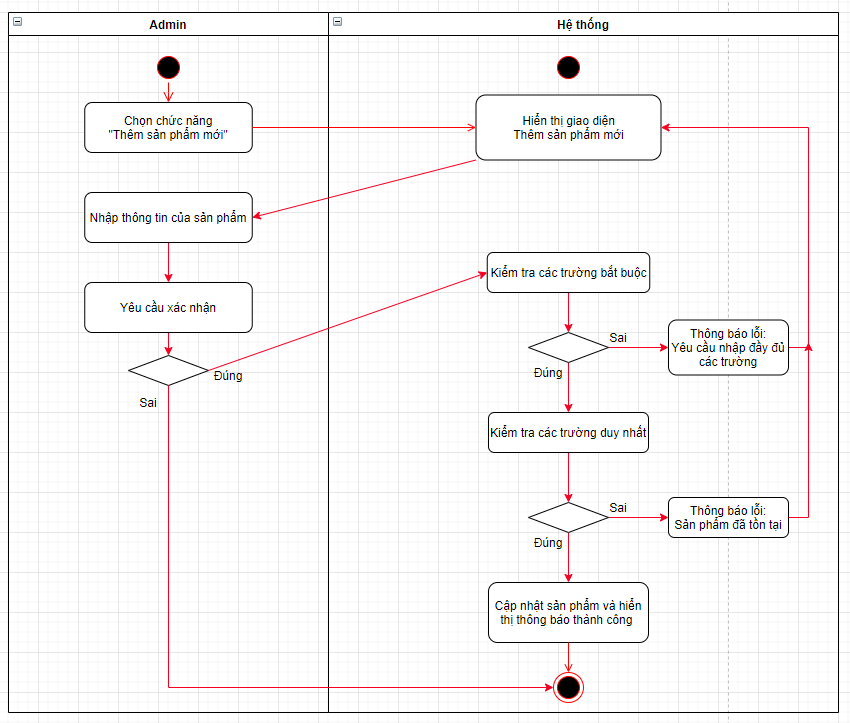 Admin
Hệ thống
Chọn chức năng
"Thêm sản phẩm mới"
Hiển thị giao diện
Thêm sản phẩm mới
Nhập thông tin của sản phẩm
Yêu cầu xác nhận
Đúng
Sai
Kiểm tra các trường bắt buộc
Sai
Đúng
Thông báo lỗi:
Yêu cầu nhập đầy đủ
các trường
Kiểm tra các trường duy nhất
Sai
Đúng
Thông báo lỗi:
Sản phẩm đã tồn tại
Cập nhật sản phẩm và hiển
thị thông báo thành công